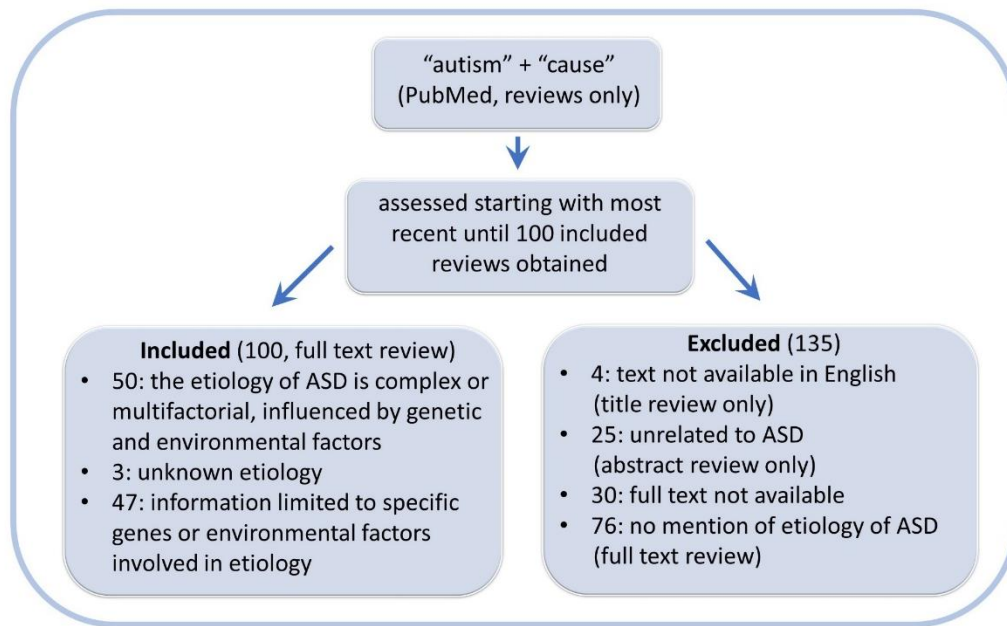 “autism” + “cause”
(PubMed, reviews only)
assessed starting with most
recent until 100 included
reviews obtained
Included (100, full text review)
• 50: the etiology of ASD is complex or
multifactorial, influenced by genetic
and environmental factors
• 3: unknown etiology
• 47: information limited to specific
genes or environmental factors
involved in etiology
Excluded (135)
• 4: text not available in English
(title review only)
• 25: unrelated to ASD
(abstract review only)
• 30: full text not available
• 76: no mention of etiology of ASD
(full text review)